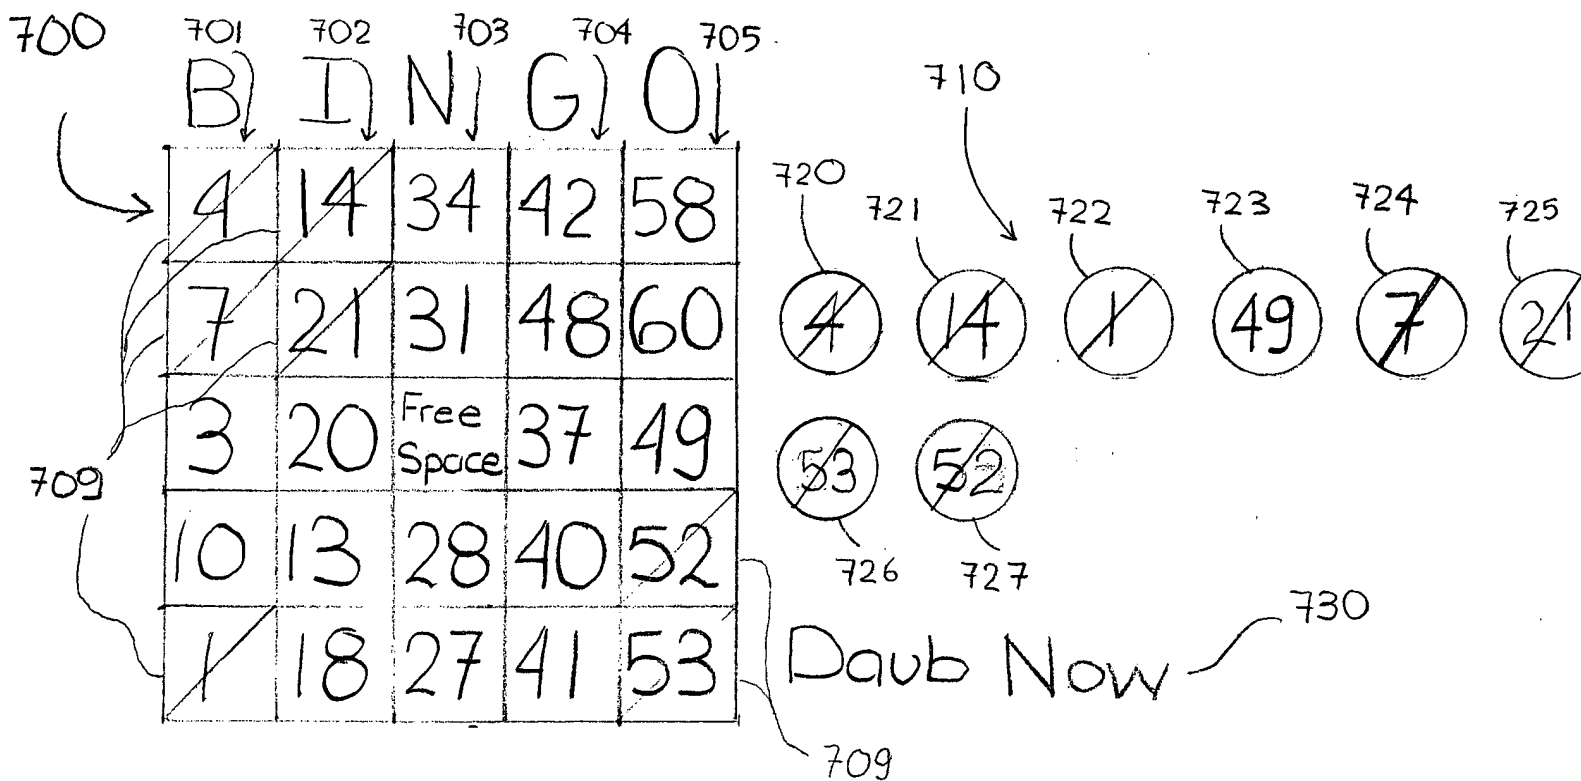 700 701 702 703 704 705
B I N G O
710
4 14 34 42 58
720 721 722 723 724 725
7 21 31 48 60
4 14 1 49 7 21
3 20 Free Space 37 49
53 52
709
10 13 28 40 52
726 727
1 18 27 41 53
Daub Now
730
709